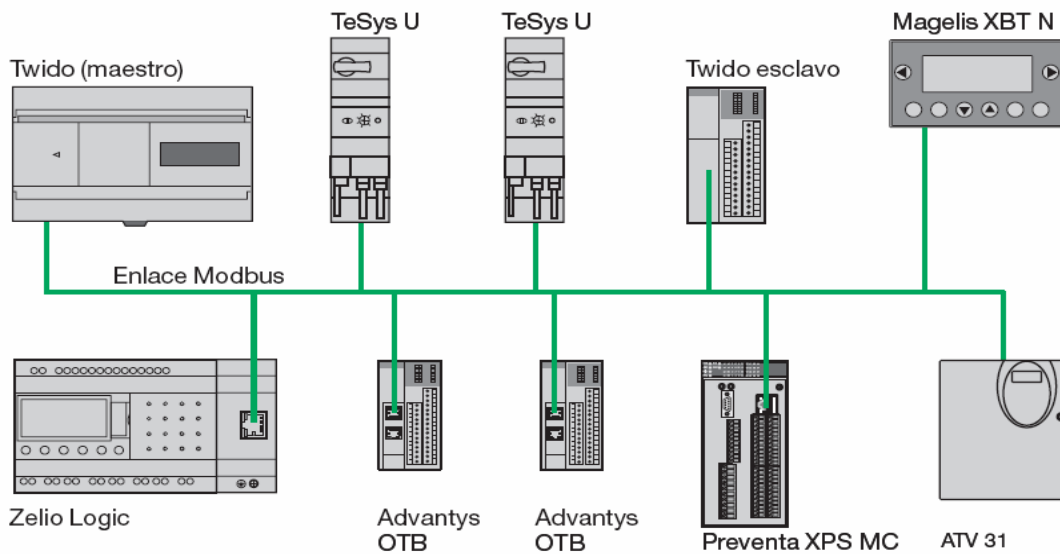 TeSys U
TeSys U
Magelis XBT N
Twido (maestro)
Twido esclavo
Enlace Modbus
Zelio Logic
Advantys
OTB
Advantys
OTB
Preventa XPS MC
ATV 31